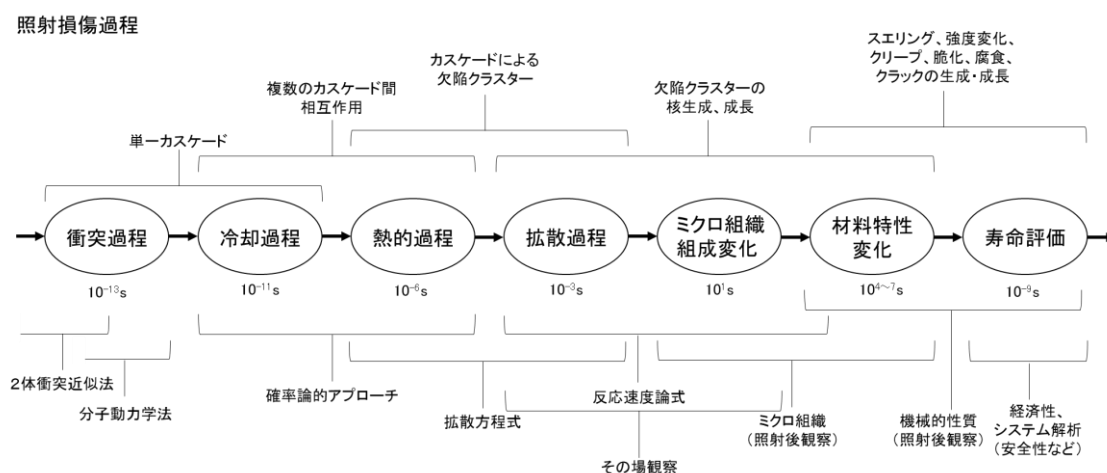 照射損傷過程
スエリング、強度変化、
クリープ、脆化、腐食、
クラックの生成・成長
カスケードによる
欠陥クラスター
複数のカスケード間
相互作用
欠陥クラスターの
核生成、成長
単一カスケード
衝突過程
冷却過程
熱的過程
拡散過程
ミクロ組織
組成変化
材料特性
変化
寿命評価
10⁻¹³s
10⁻¹¹s
10⁻⁶s
10⁻³s
10¹s
10⁴~⁷s
10⁻⁹s
2体衝突近似法
分子動力学法
確率論的アプローチ
拡散方程式
反応速度論式
その場観察
ミクロ組織
(照射後観察)
機械的性質
(照射後観察)
経済性、
システム解析
(安全性など)